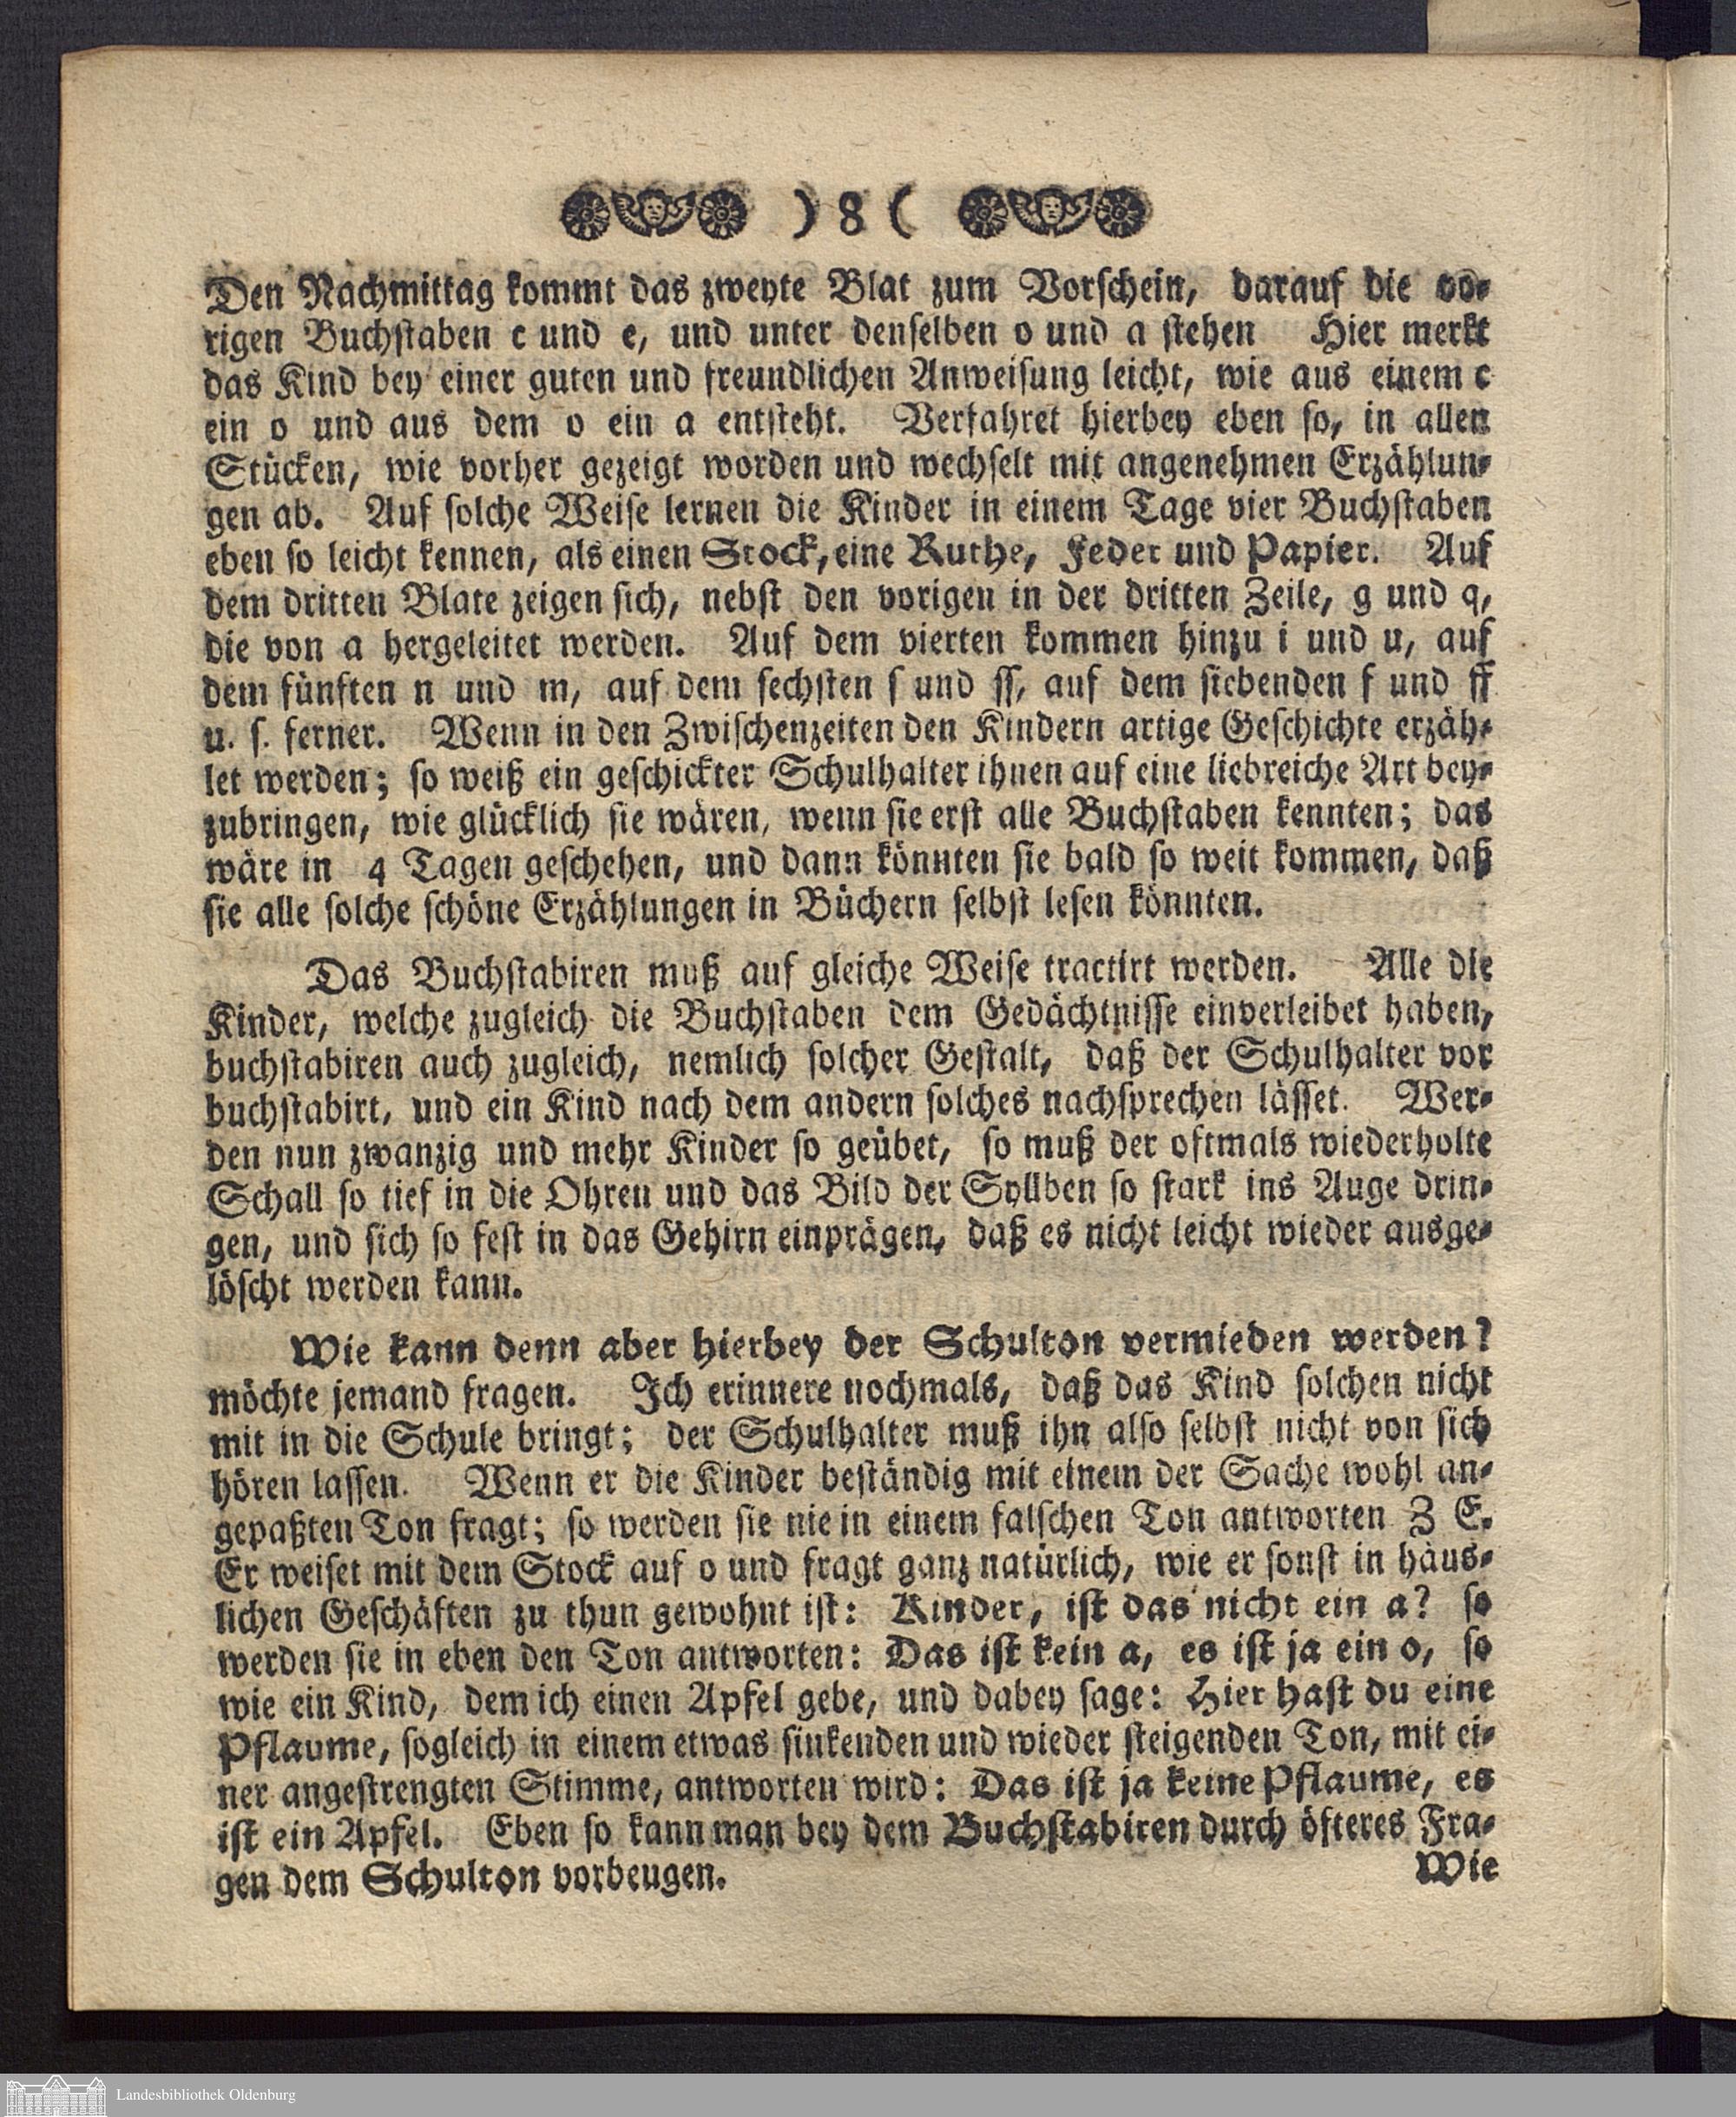 ) 8 (
Den Nachmittag kommt das zweyte Blat zum Vorschein, darauf die vo-
rigen Buchstaben c und e, und unter denselben o und a stehen Hier merkt
das Kind bey einer guten und freundlichen Anweisung leicht, wie aus einem c
ein o und aus dem o ein a entsteht. Verfahret hierbey eben so, in allen
Stücken, wie vorher gezeigt worden und wechselt mit angenehmen Erzählun-
gen ab. Auf solche Weise lernen die Kinder in einem Tage vier Buchstaben
eben so leicht kennen, als einen Stock, eine Ruthe, Feder und Papier. Auf
dem dritten Blate zeigen sich, nebst den vorigen in der dritten Zeile, g und q,
die von a hergeleitet werden. Auf dem vierten kommen hinzu i und u, auf
dem fünften n und m, auf dem sechsten s und ss, auf dem siebenden f und ff
u. s. ferner. Wenn in den Zwischenzeiten den Kindern artige Geschichte erzäh-
let werden; so weiß ein geschickter Schulhalter ihnen auf eine liebreiche Art bey-
zubringen, wie glücklich sie wären, wenn sie erst alle Buchstaben kennten; das
wäre in 4 Tagen geschehen, und dann könnten sie bald so weit kommen, daß
sie alle solche schöne Erzählungen in Büchern selbst lesen könnten.
Das Buchstabiren muß auf gleiche Weise tractirt werden. Alle die
Kinder, welche zugleich die Buchstaben dem Gedächtnisse einverleibet haben,
buchstabiren auch zugleich, nemlich solcher Gestalt, daß der Schulhalter vor
buchstabirt, und ein Kind nach dem andern solches nachsprechen lässet. Wer-
den nun zwanzig und mehr Kinder so geübet, so muß der oftmals wiederholte
Schall so tief in die Ohren und das Bild der Syllben so stark ins Auge drin-
gen, und sich so fest in das Gehirn einprägen, daß es nicht leicht wieder ausge-
löscht werden kann.
Wie kann denn aber hierbey der Schulton vermieden werden?
möchte jemand fragen. Ich erinnere nochmals, daß das Kind solchen nicht
mit in die Schule bringt; der Schulhalter muß ihn also selbst nicht von sich
hören lassen. Wenn er die Kinder beständig mit einem der Sache wohl an-
gepaßten Ton fragt; so werden sie nie in einem falschen Ton antworten Z E.
Er weiset mit dem Stock auf o und fragt ganz natürlich, wie er sonst in häus-
lichen Geschäften zu thun gewohnt ist: Kinder, ist das nicht ein a? so
werden sie in eben den Ton antworten: Das ist kein a, es ist ja ein o, so
wie ein Kind, dem ich einen Apfel gebe, und dabey sage: Hier hast du eine
Pflaume, sogleich in einem etwas sinkenden und wieder steigenden Ton, mit ei-
ner angestrengten Stimme, antworten wird: Das ist ja keine Pflaume, es
ist ein Apfel. Eben so kann man bey dem Buchstabiren durch öfteres Fra-
gen dem Schulton vorbeugen.
Wie
Landesbibliothek Oldenburg